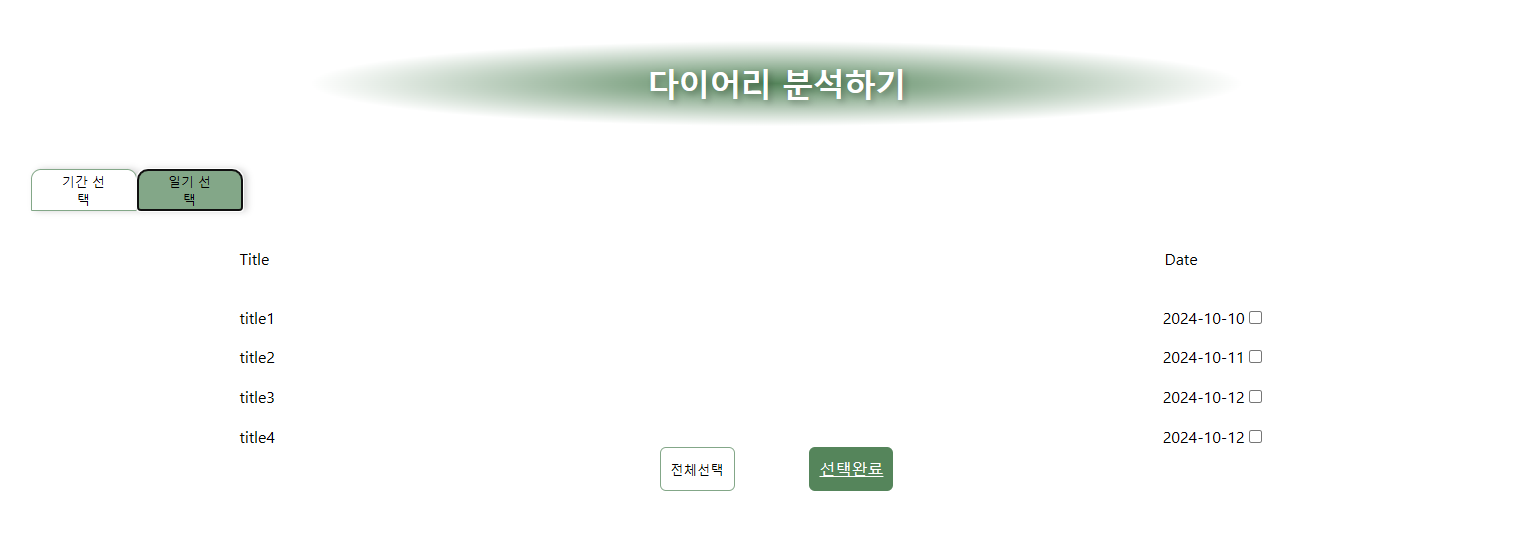 다이어리 분석하기
기간 선
택
일기 선
택
Title Date
title1 2024-10-10
title2 2024-10-11
title3 2024-10-12
title4 2024-10-12
전체선택 선택완료